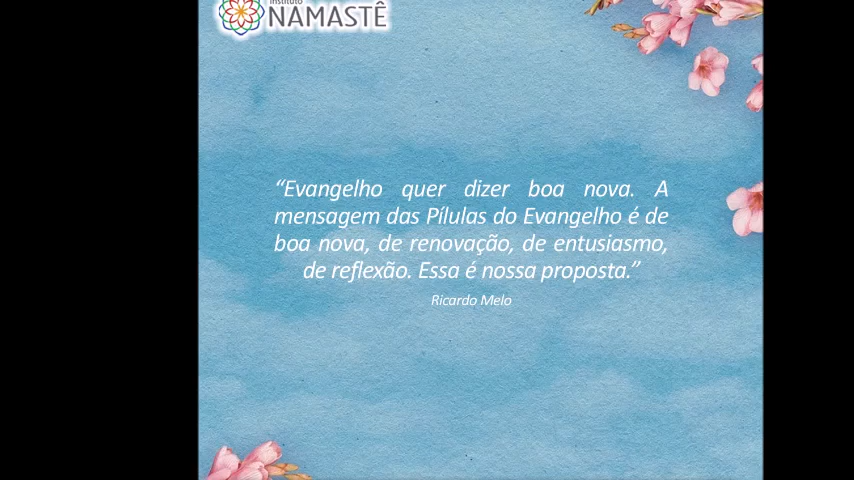 Instituto
NAMASTÊ
“Evangelho quer dizer boa nova. A
mensagem das Pílulas do Evangelho é de
boa nova, de renovação, de entusiasmo,
de reflexão. Essa é nossa proposta.”
Ricardo Melo